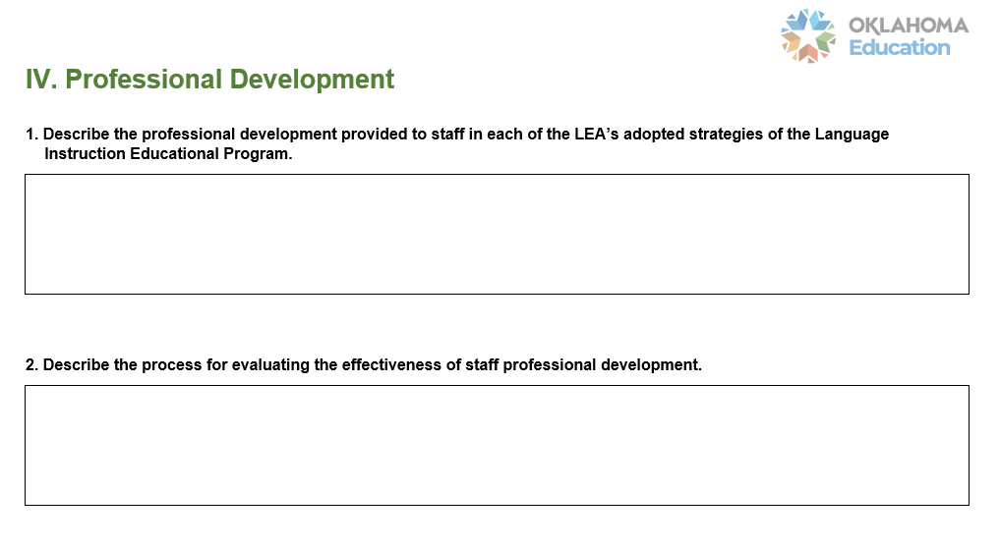 OKLAHOMA
Education
IV. Professional Development
1. Describe the professional development provided to staff in each of the LEA’s adopted strategies of the Language
Instruction Educational Program.
2. Describe the process for evaluating the effectiveness of staff professional development.